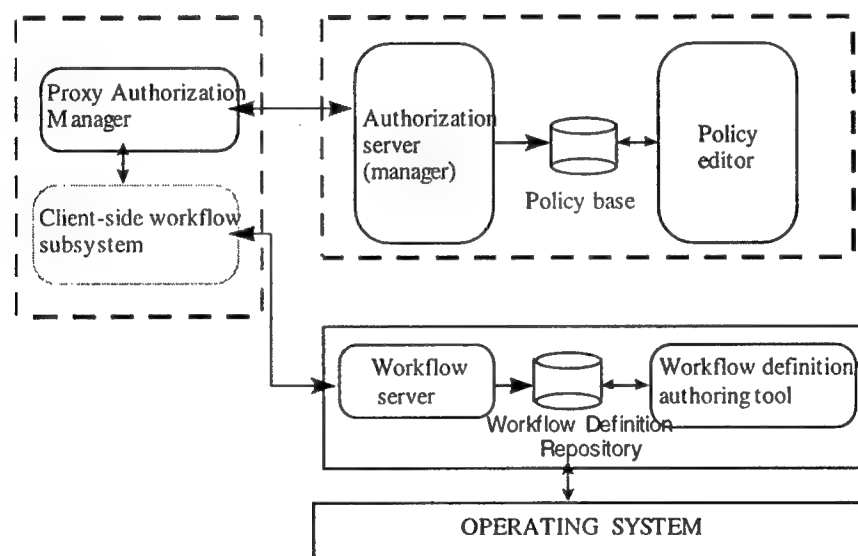 Proxy Authorization
Manager
Client-side workflow
subsystem
Authorization
server
(manager)
Policy base
Policy
editor
Workflow
server
Workflow Definition
Repository
Workflow definition
authoring tool
OPERATING SYSTEM